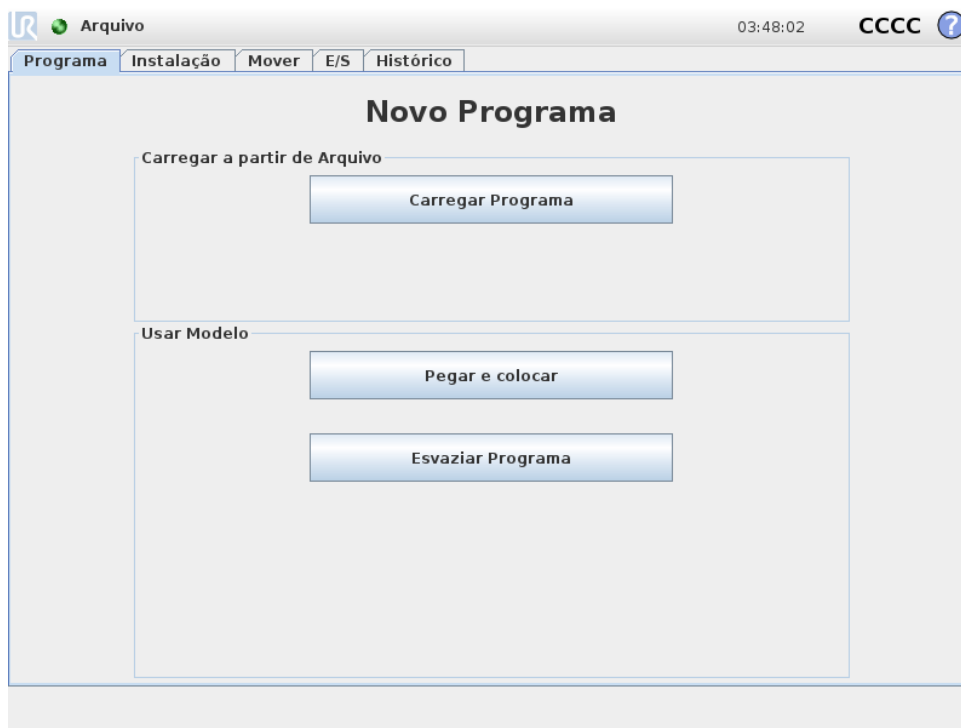 UR Arquivo 03:48:02 CCCC ?
Programa Instalação Mover E/S Histórico
Novo Programa
Carregar a partir de Arquivo
Carregar Programa
Usar Modelo
Pegar e colocar
Esvaziar Programa